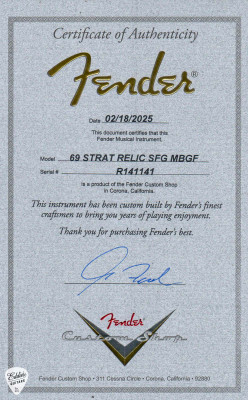 Certificate of Authenticity
Fender®
Date 02/18/2025
This document certifies that this
Fender Musical Instrument.
Model 69 STRAT RELIC SFG MBGF
Serial # R141141
is a product of the Fender Custom Shop
in Corona, California.
This instrument has been custom built by Fender's finest
craftsmen to bring you years of playing enjoyment.
Thank you for purchasing Fender's best.
Fender
Custom Shop
Fender Custom Shop • 311 Cessna Circle • Corona, California • 92880